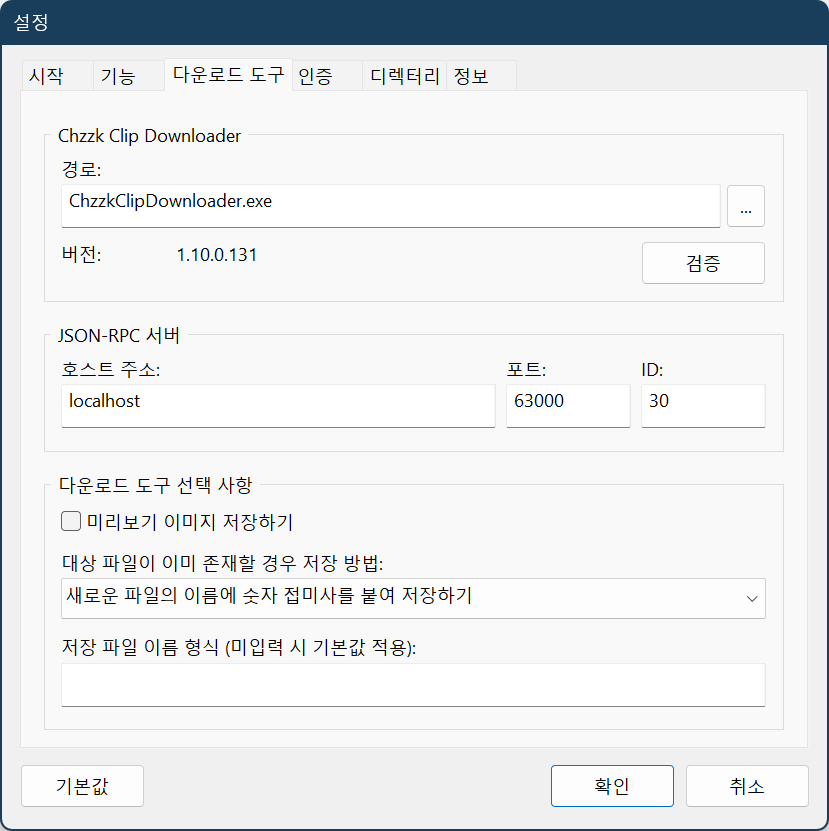 설정
시작 기능 다운로드 도구 인증 디렉터리 정보
Chzzk Clip Downloader
경로:
ChzzkClipDownloader.exe ...
버전: 1.10.0.131 검증
JSON-RPC 서버
호스트 주소: 포트: ID:
localhost 63000 30
다운로드 도구 선택 사항
미리보기 이미지 저장하기
대상 파일이 이미 존재할 경우 저장 방법:
새로운 파일의 이름에 숫자 접미사를 붙여 저장하기
저장 파일 이름 형식 (미입력 시 기본값 적용):
기본값 확인 취소